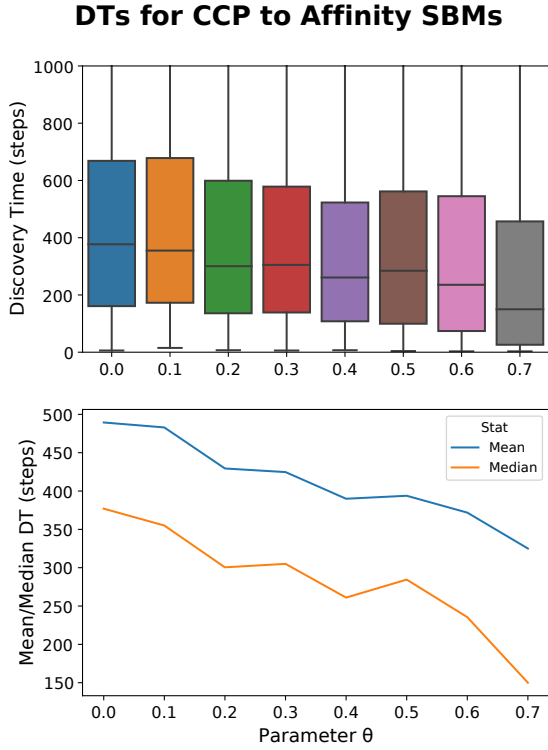 DTs for CCP to Affinity SBMs
Discovery Time (steps)
1000
800
600
400
200
0
0.0 0.1 0.2 0.3 0.4 0.5 0.6 0.7
Mean/Median DT (steps)
500
450
400
350
300
250
200
150
Stat
Mean
Median
0.0 0.1 0.2 0.3 0.4 0.5 0.6 0.7
Parameter θ